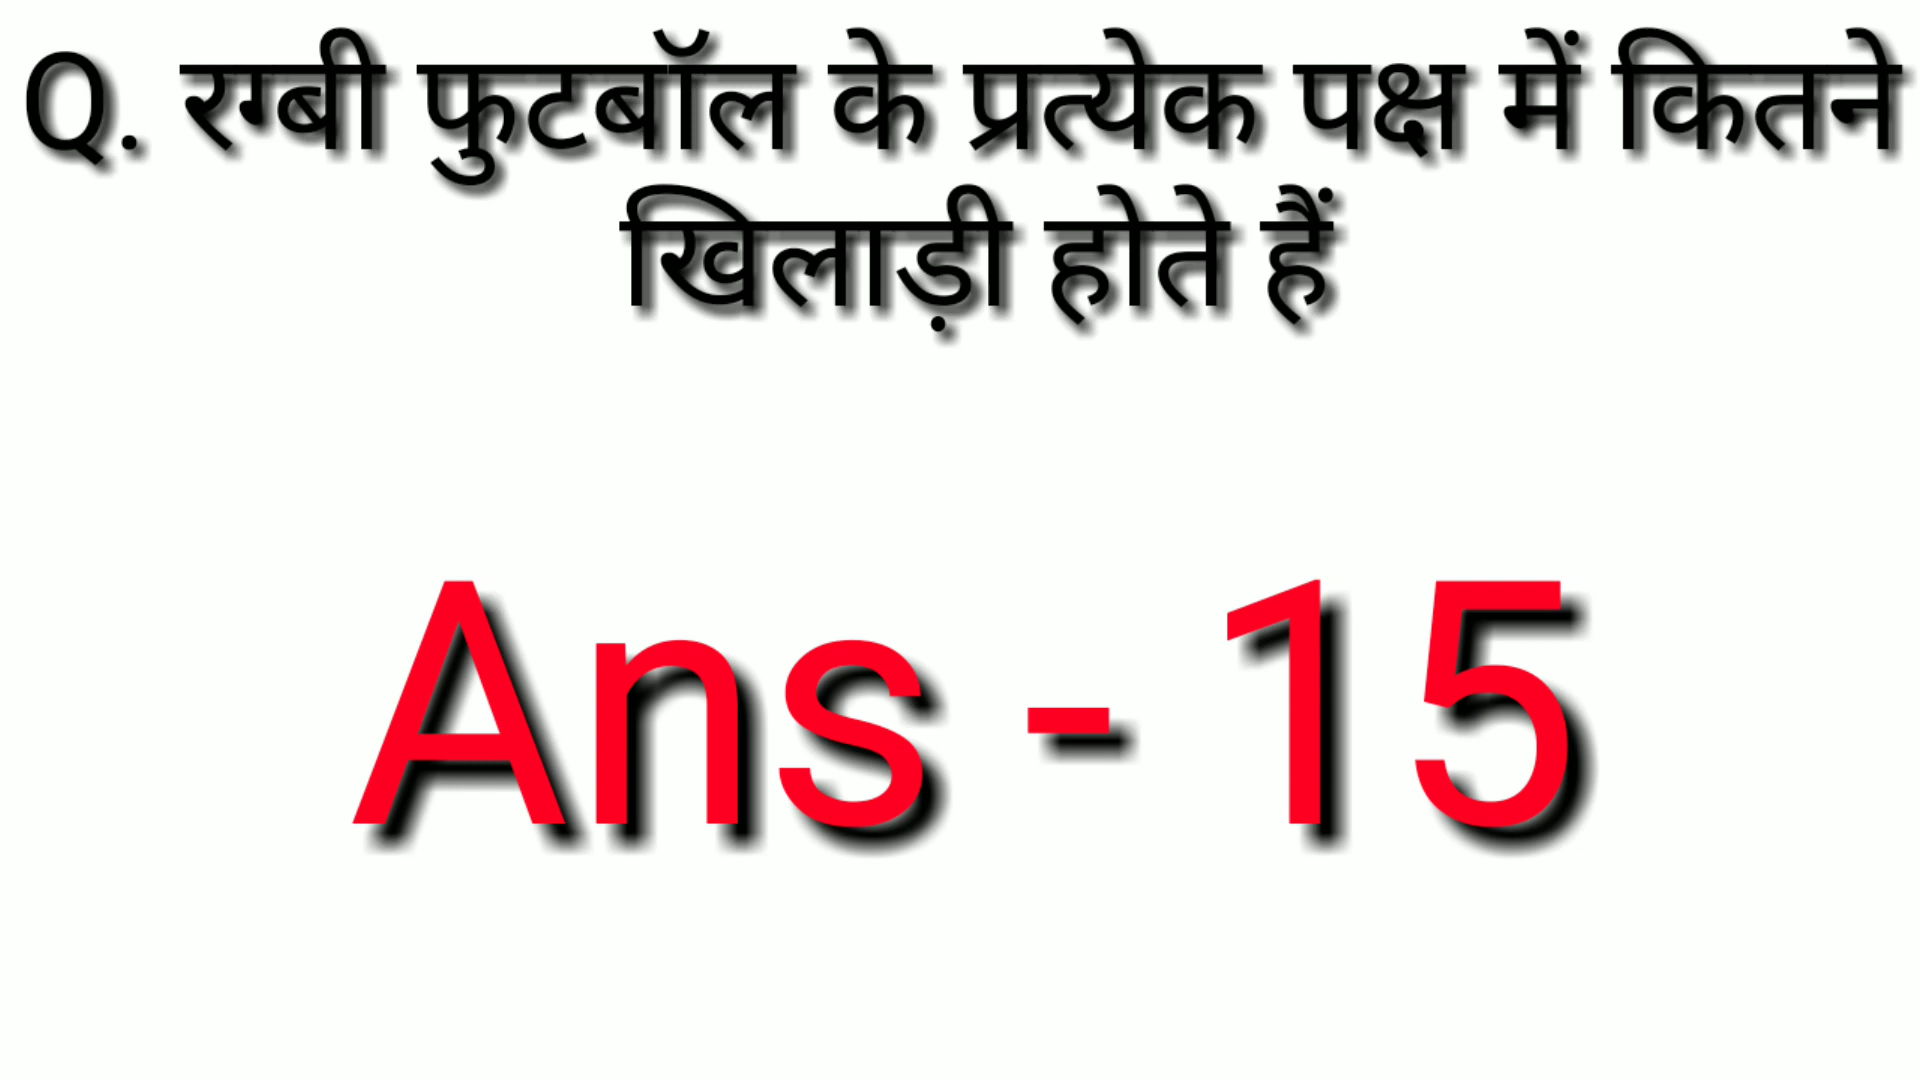 Q. रग्बी फुटबॉल के प्रत्येक पक्ष में कितने
खिलाड़ी होते हैं
Ans - 15